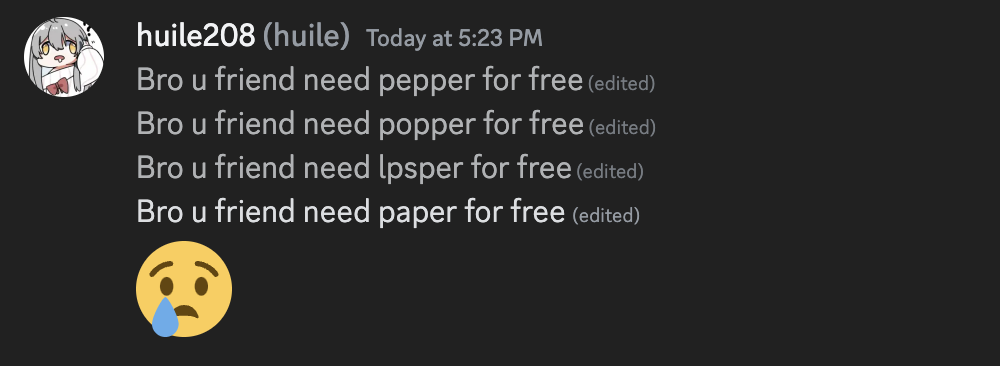 huile208 (huile) Today at 5:23 PM
Bro u friend need pepper for free (edited)
Bro u friend need popper for free (edited)
Bro u friend need lpsper for free (edited)
Bro u friend need paper for free (edited)